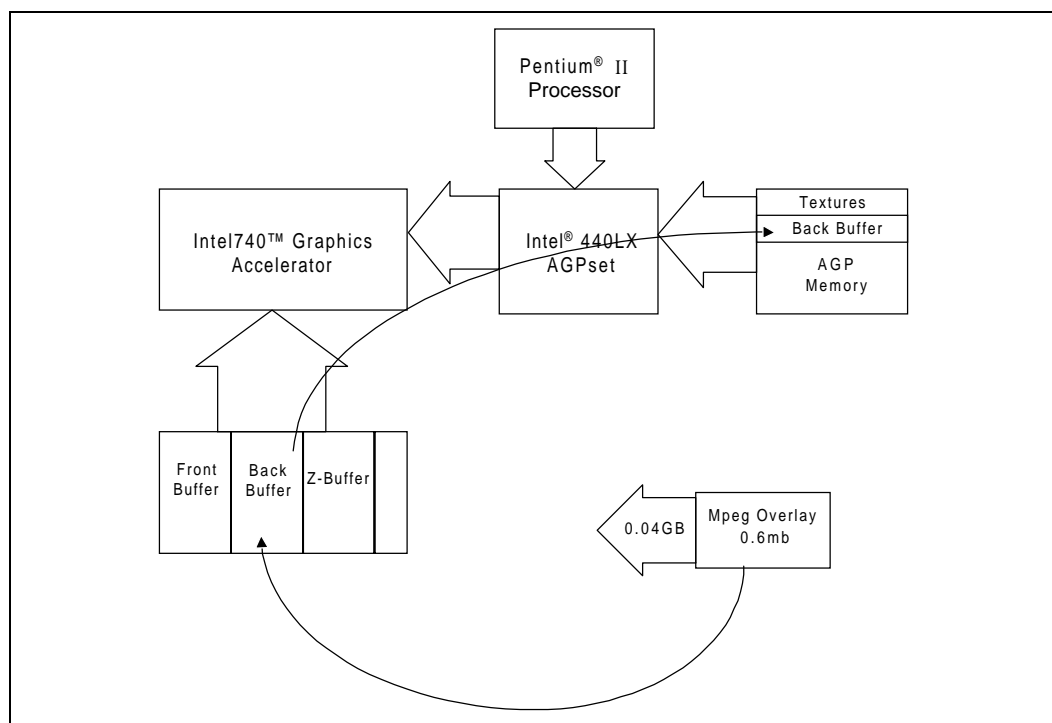 Pentium® II
Processor
Intel740™ Graphics
Accelerator
Intel® 440LX
AGPset
Textures
Back Buffer
AGP
Memory
Front
Buffer
Back
Buffer
Z-Buffer
0.04GB
Mpeg Overlay
0.6mb